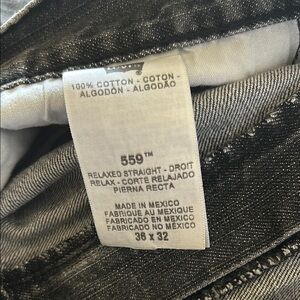 100% COTTON - COTON -
ALGODÓN - ALGODÃO
559™
RELAXED STRAIGHT - DROIT
RELAX - CORTE RELAJADO
PIERNA RECTA
MADE IN MEXICO
FABRIQUÉ AU MEXIQUE
FABRICADO EN MÉXICO
FABRICADO NO MÉXICO
36 x 32